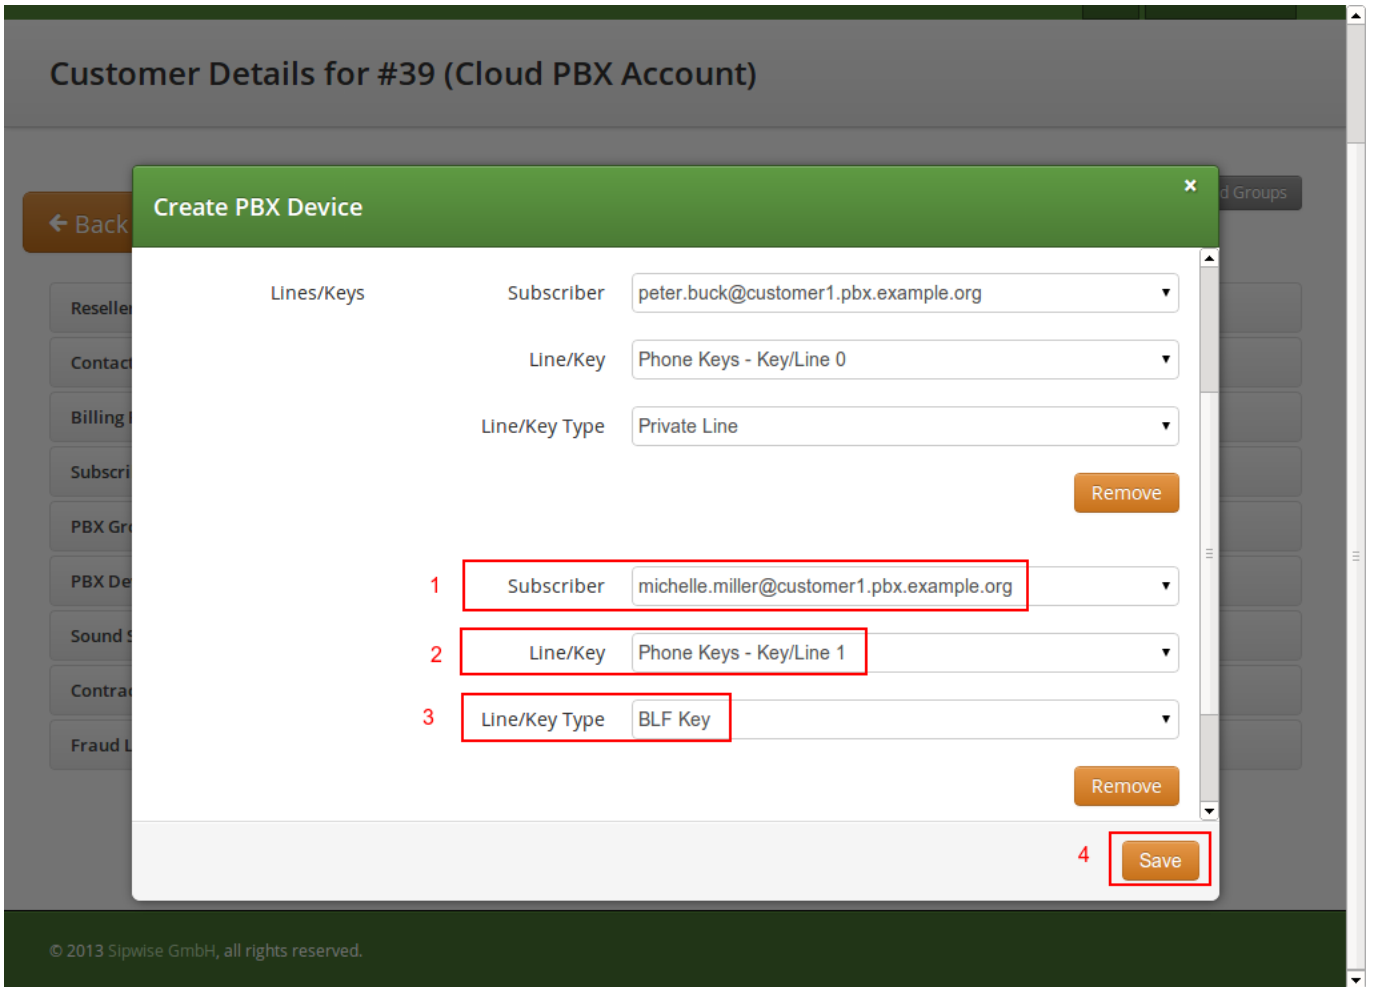 Customer Details for #39 (Cloud PBX Account)
Back
d Groups
Create PBX Device
×
Lines/Keys
Subscriber peter.buck@customer1.pbx.example.org
Line/Key Phone Keys - Key/Line 0
Line/Key Type Private Line
Remove
1 Subscriber michelle.miller@customer1.pbx.example.org
2 Line/Key Phone Keys - Key/Line 1
3 Line/Key Type BLF Key
Remove
4 Save
Reseller
Contact
Billing
Subscri
PBX Gro
PBX De
Sound S
Contrac
Fraud L
© 2013 Sipwise GmbH, all rights reserved.